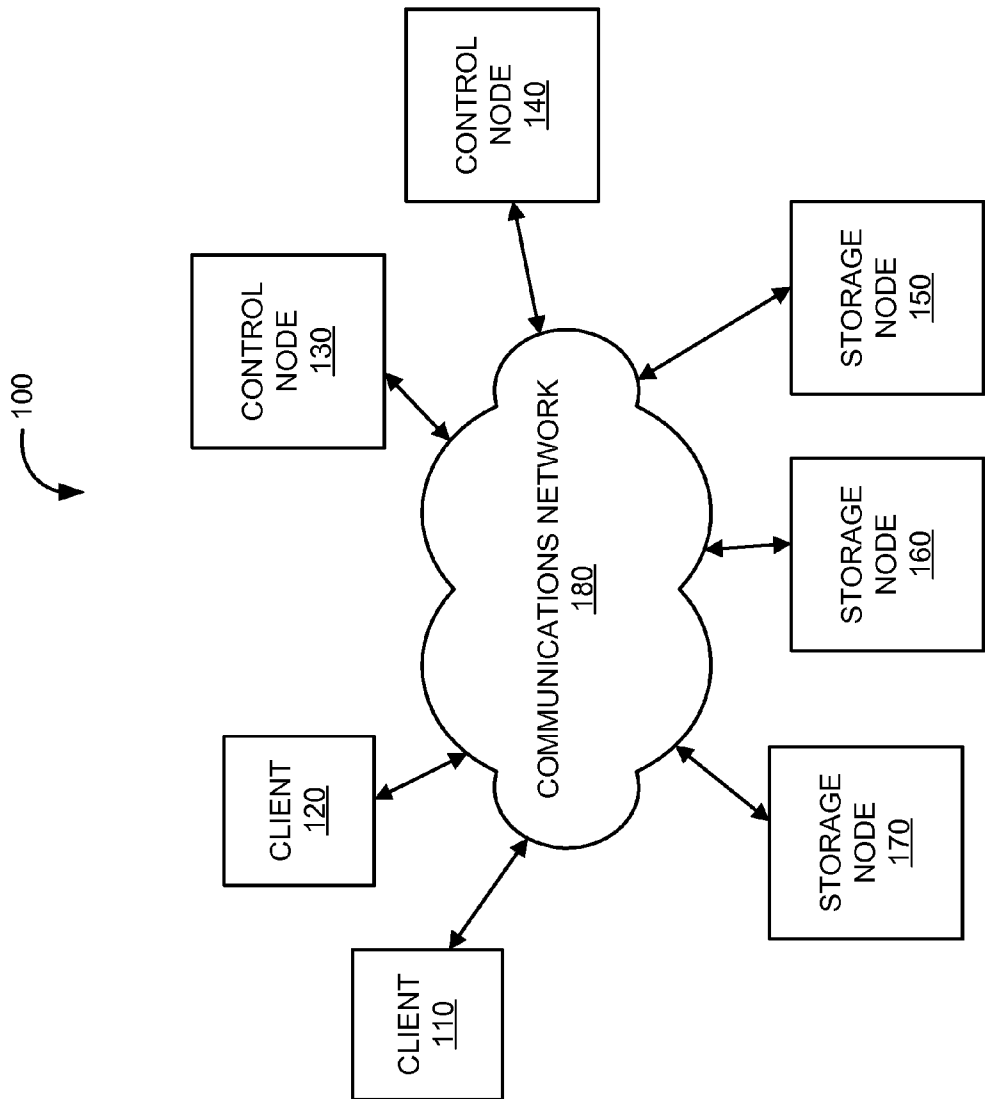 100
CLIENT
120
CONTROL
NODE
130
CLIENT
110
COMMUNICATIONS NETWORK
180
CONTROL
NODE
140
STORAGE
NODE
170
STORAGE
NODE
160
STORAGE
NODE
150